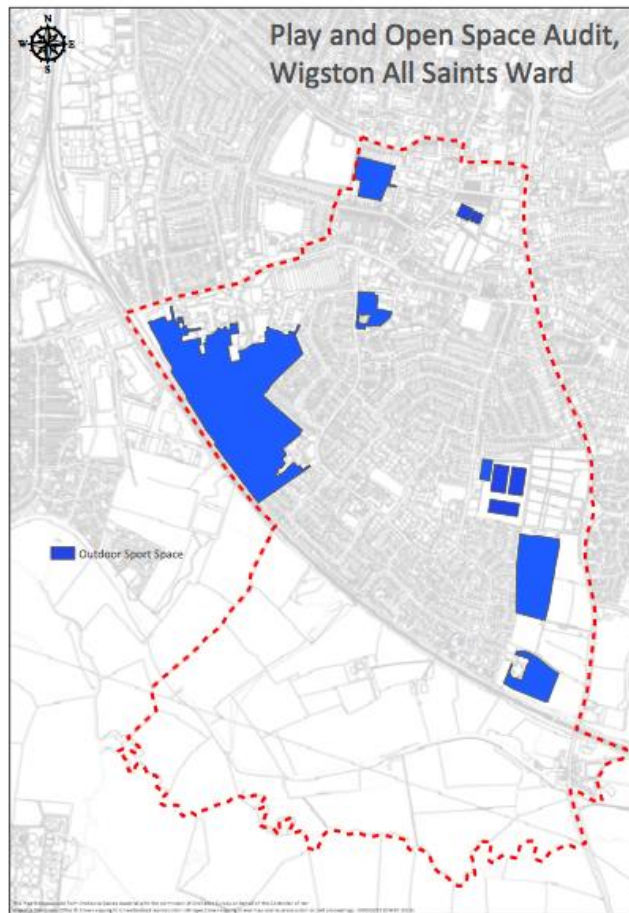 N
W E
S
Play and Open Space Audit,
Wigston All Saints Ward
Outdoor Sport Space